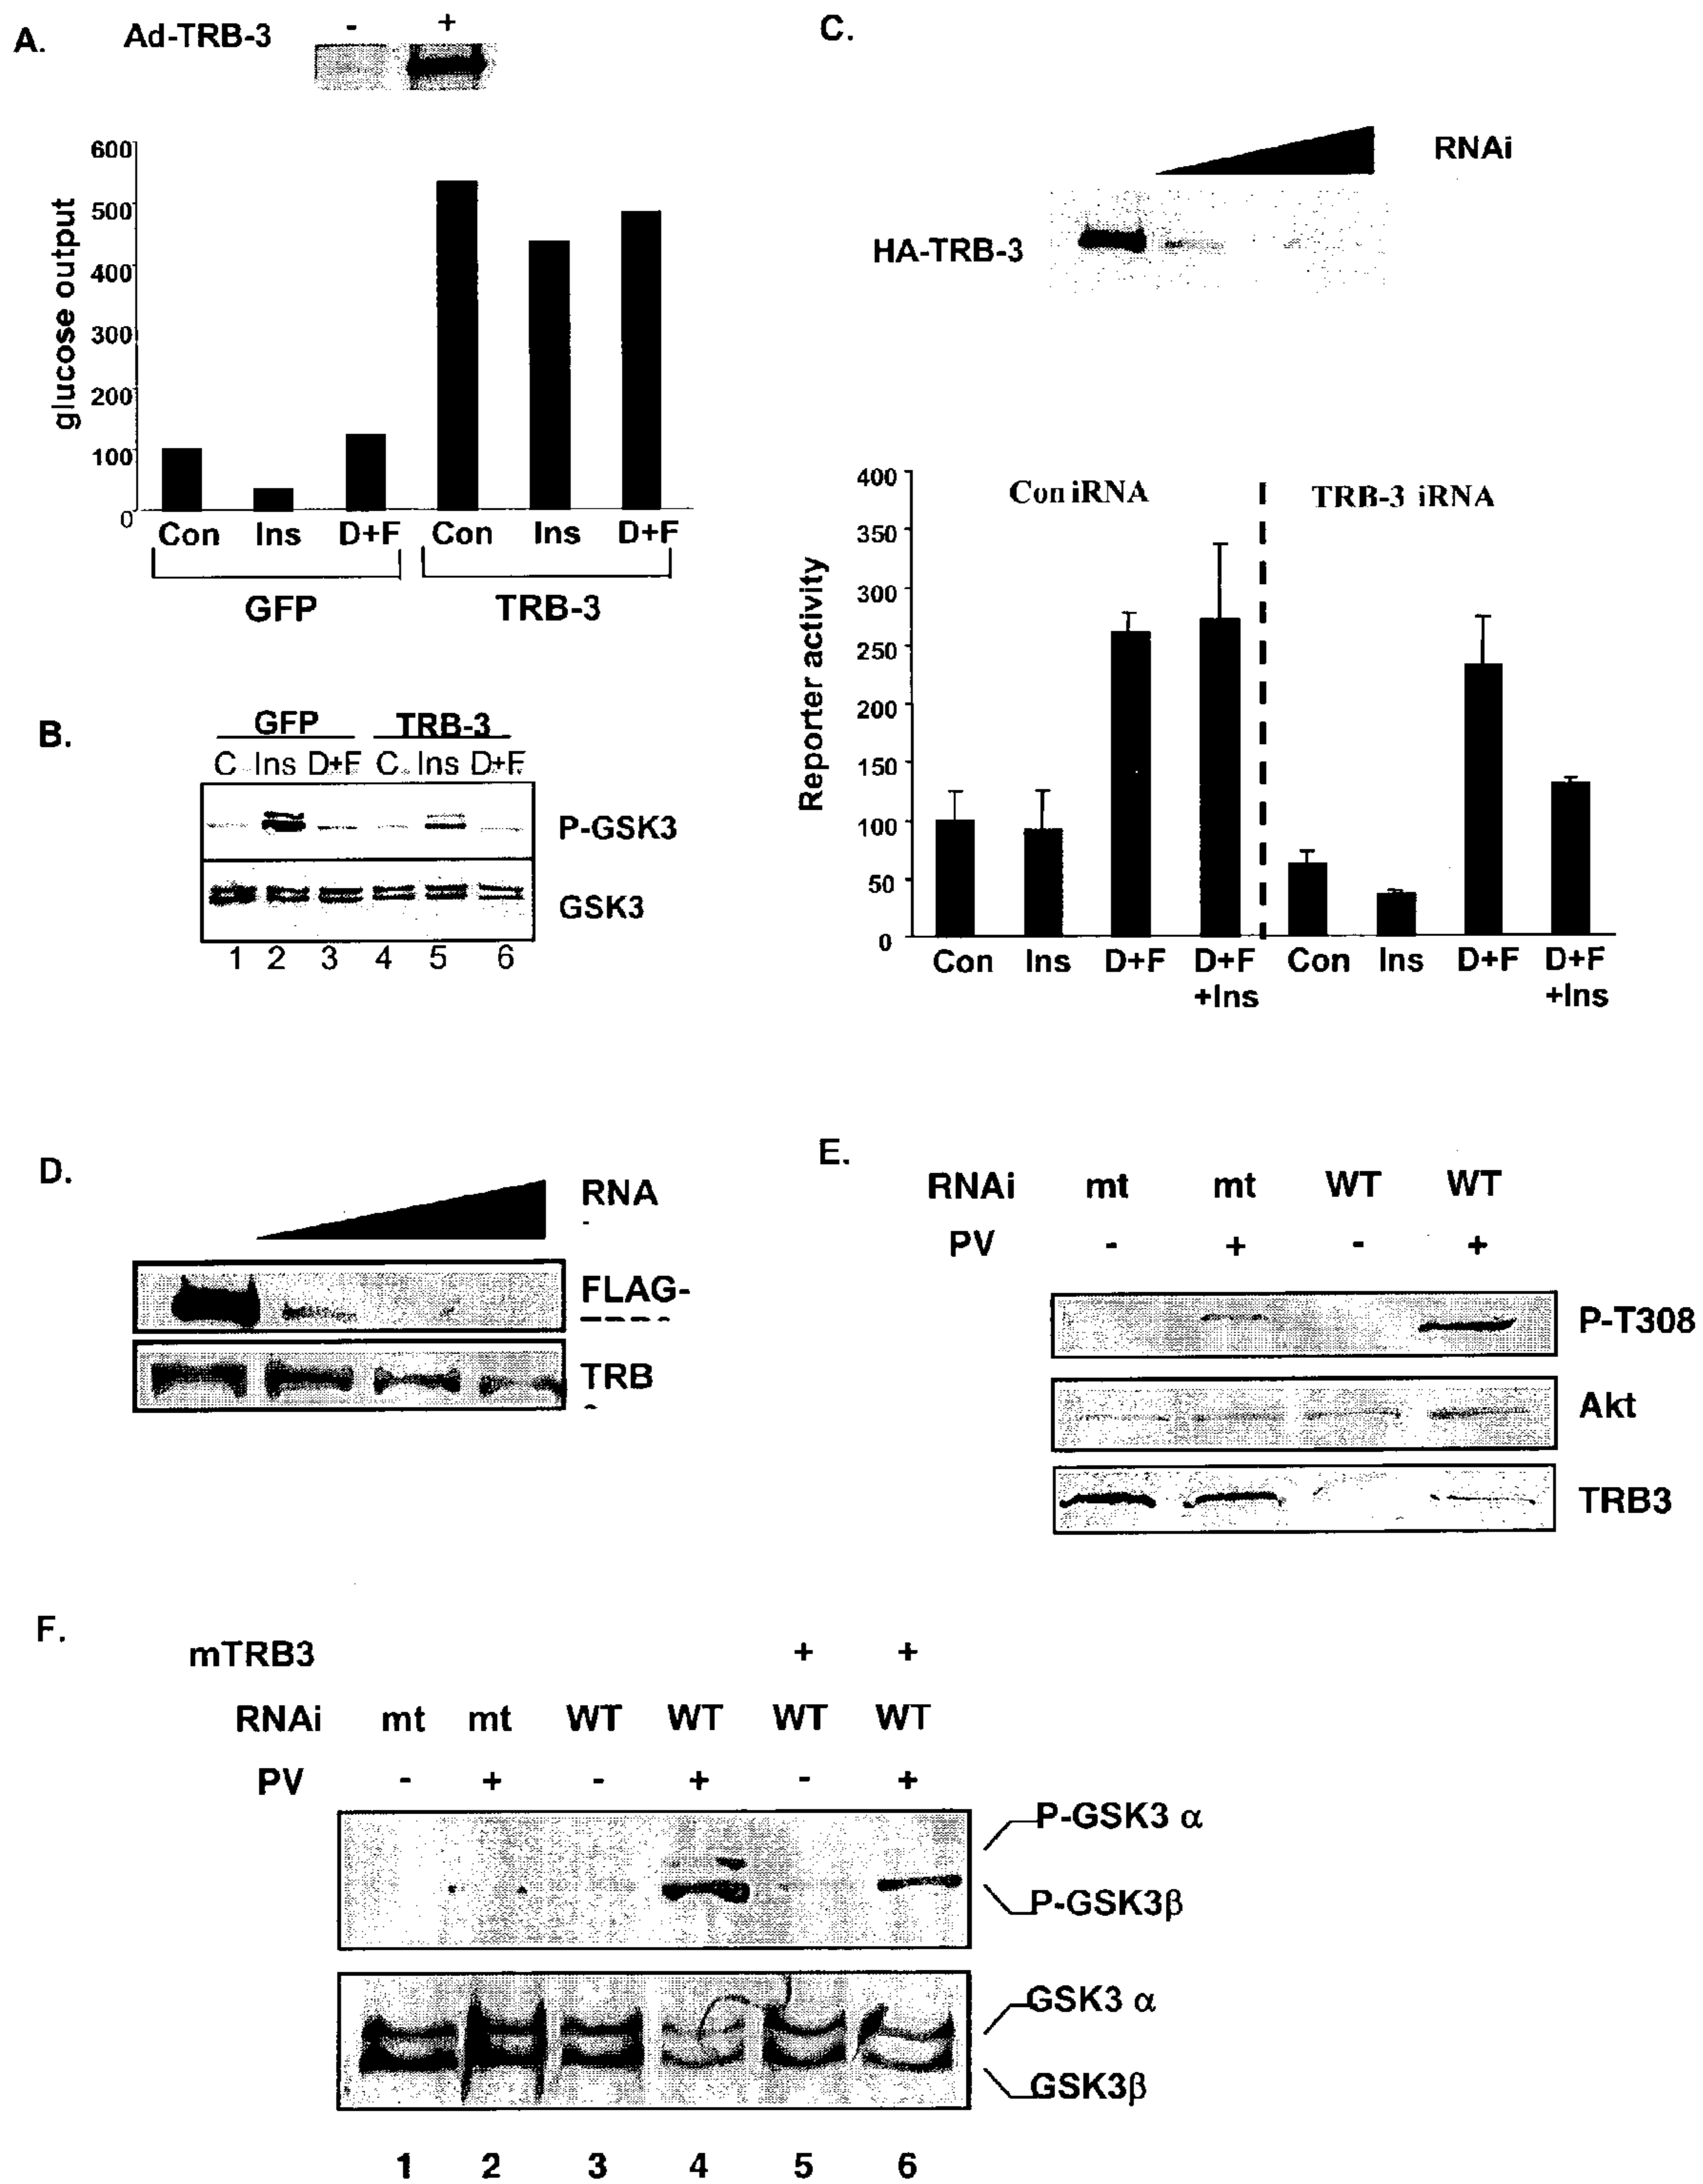 A.
Ad-TRB-3 - +
600
500
400
300
200
100
0
glucose output
Con Ins D+F Con Ins D+F
GFP TRB-3
B.
GFP TRB-3
C Ins D+F C Ins D+F
P-GSK3
GSK3
1 2 3 4 5 6
C.
RNAi
HA-TRB-3
400
350
300
250
200
150
100
50
0
Reporter activity
Con iRNA TRB-3 iRNA
Con Ins D+F D+F Con Ins D+F D+F
+Ins +Ins
D.
RNA
FLAG-
TRB
E.
RNAi mt mt WT WT
PV - + - +
P-T308
Akt
TRB3
F.
mTRB3 + +
RNAi mt mt WT WT WT WT
PV - + - + - +
P-GSK3 α
P-GSK3β
GSK3 α
GSK3β
1 2 3 4 5 6